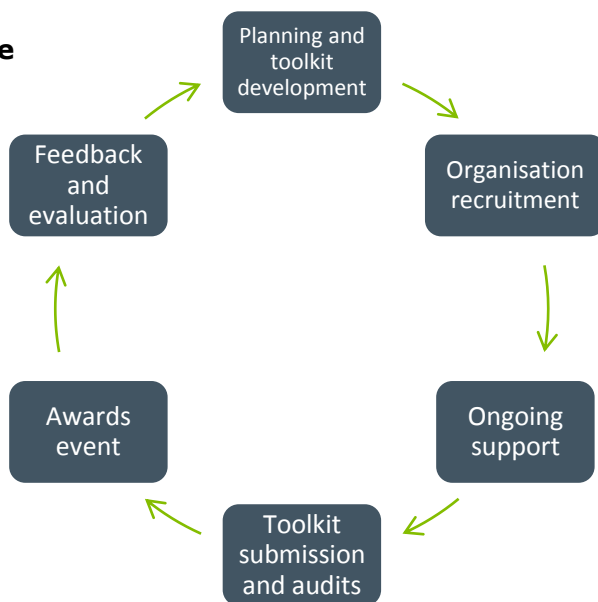 e
Planning and
toolkit
development
Organisation
recruitment
Ongoing
support
Toolkit
submission
and audits
Awards
event
Feedback
and
evaluation